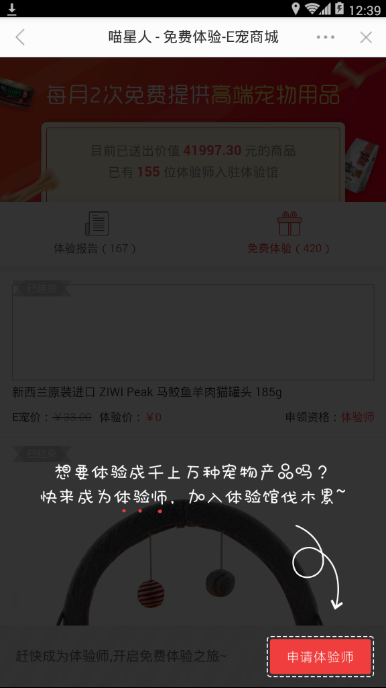 12:39
喵星人 - 免费体验-E宠商城
每月2次免费提供高端宠物用品
目前已送出价值 41997.30 元的商品
已有 155 位体验师入驻体验馆
体验报告（167）
免费体验（420）
新西兰原装进口 ZIWI Peak 马鲛鱼羊肉猫罐头 185g
E宠价：¥33.00 体验价：¥0 申领资格：体验师
想要体验成千上万种宠物产品吗？
快来成为体验师，加入体验馆伐木累~
赶快成为体验师,开启免费体验之旅~
申请体验师